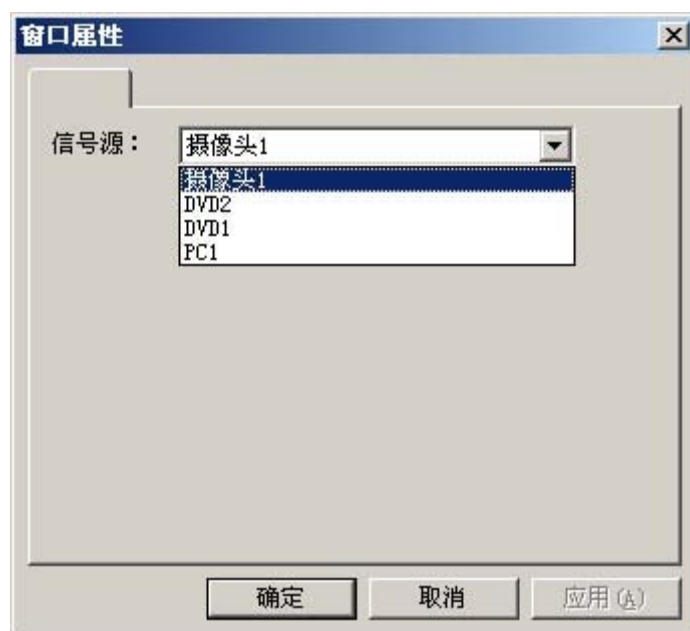 窗口属性
信号源：
摄像头1
摄像头1
DVD2
DVD1
PC1
确定
取消
应用(A)